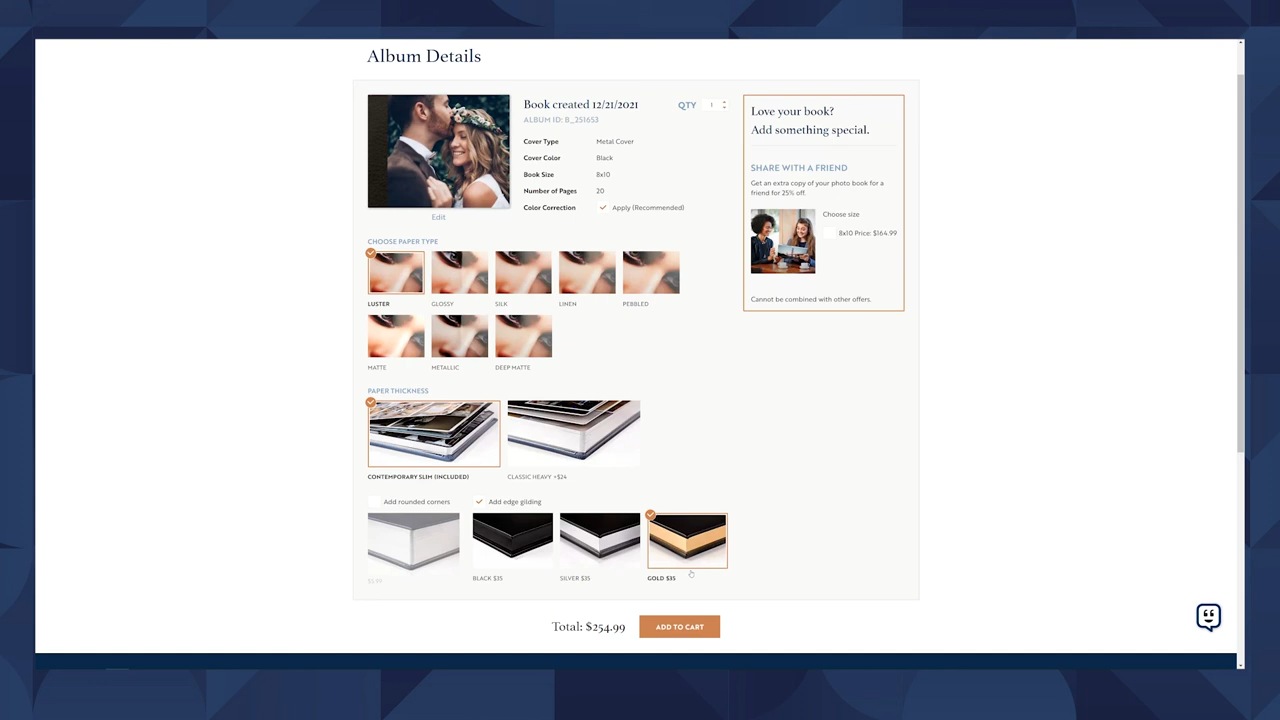 Album Details
Book created 12/21/2021
QTY 1
ALBUM ID: B_251653
Cover Type Metal Cover
Cover Color Black
Book Size 8x10
Number of Pages 20
Color Correction Apply (Recommended)
Edit
Love your book?
Add something special.
SHARE WITH A FRIEND
Get an extra copy of your photo book for a
friend for 25% off.
Choose size
8x10 Price: $164.99
Cannot be combined with other offers.
CHOOSE PAPER TYPE
LUSTER GLOSSY SILK LINEN PEBBLED
MATTE METALLIC DEEP MATTE
PAPER THICKNESS
CONTEMPORARY SLIM (INCLUDED) CLASSIC HEAVY +$24
Add rounded corners Add edge gilding
BLACK $35 SILVER $35 GOLD $35
Total: $254.99 ADD TO CART